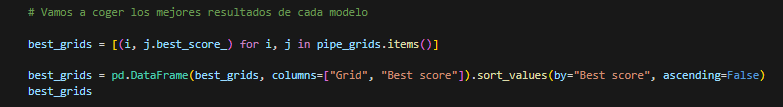 # Vamos a coger los mejores resultados de cada modelo
best_grids = [(i, j.best_score_) for i, j in pipe_grids.items()]
best_grids = pd.DataFrame(best_grids, columns=["Grid", "Best score"]).sort_values(by="Best score", ascending=False)
best_grids